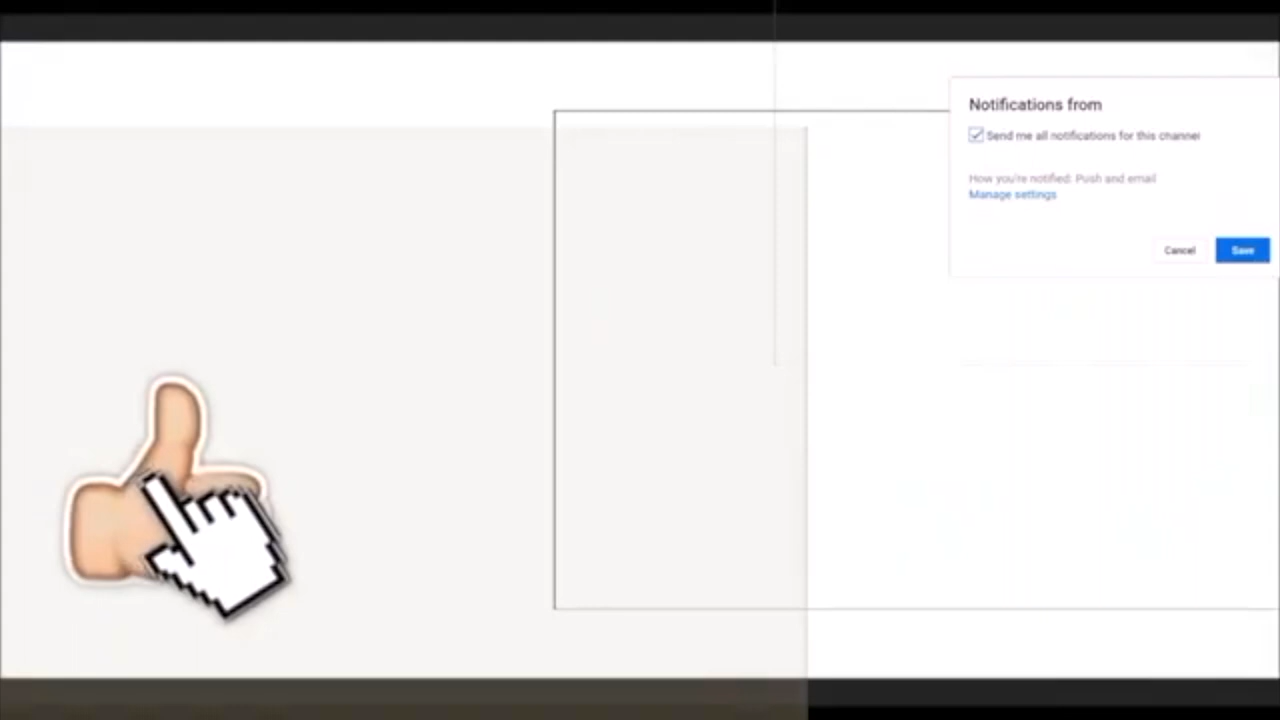 Notifications from
Send me all notifications for this channel
How you're notified: Push and email
Manage settings
Cancel
Save